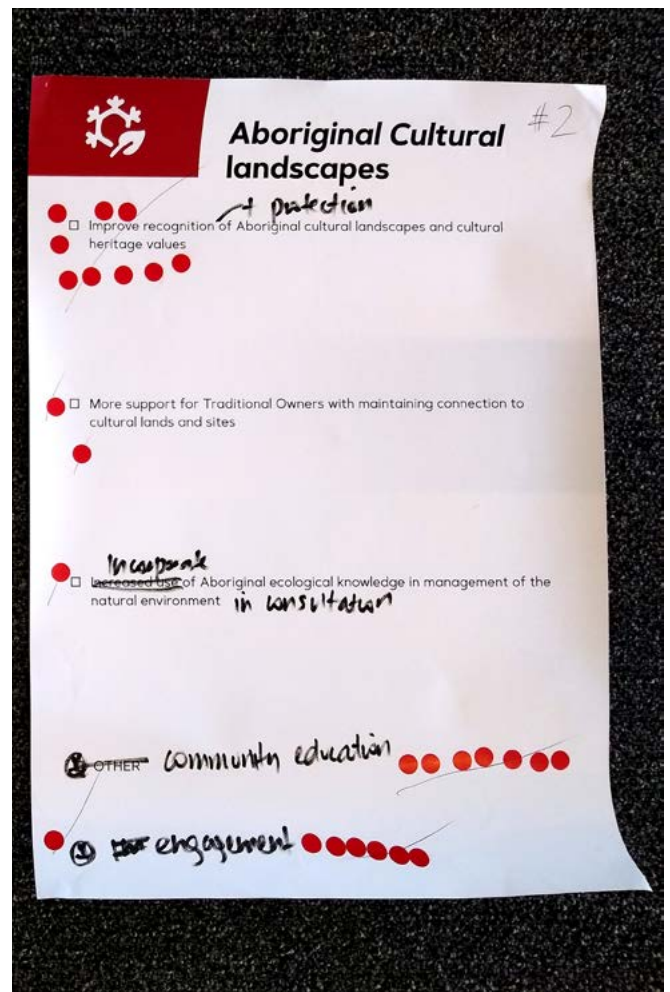 #2
Aboriginal Cultural
landscapes
+ protection
Improve recognition of Aboriginal cultural landscapes and cultural
heritage values
More support for Traditional Owners with maintaining connection to
cultural lands and sites
Incorporate
Increased use of Aboriginal ecological knowledge in management of the
natural environment in consultation
OTHER community education
engagement